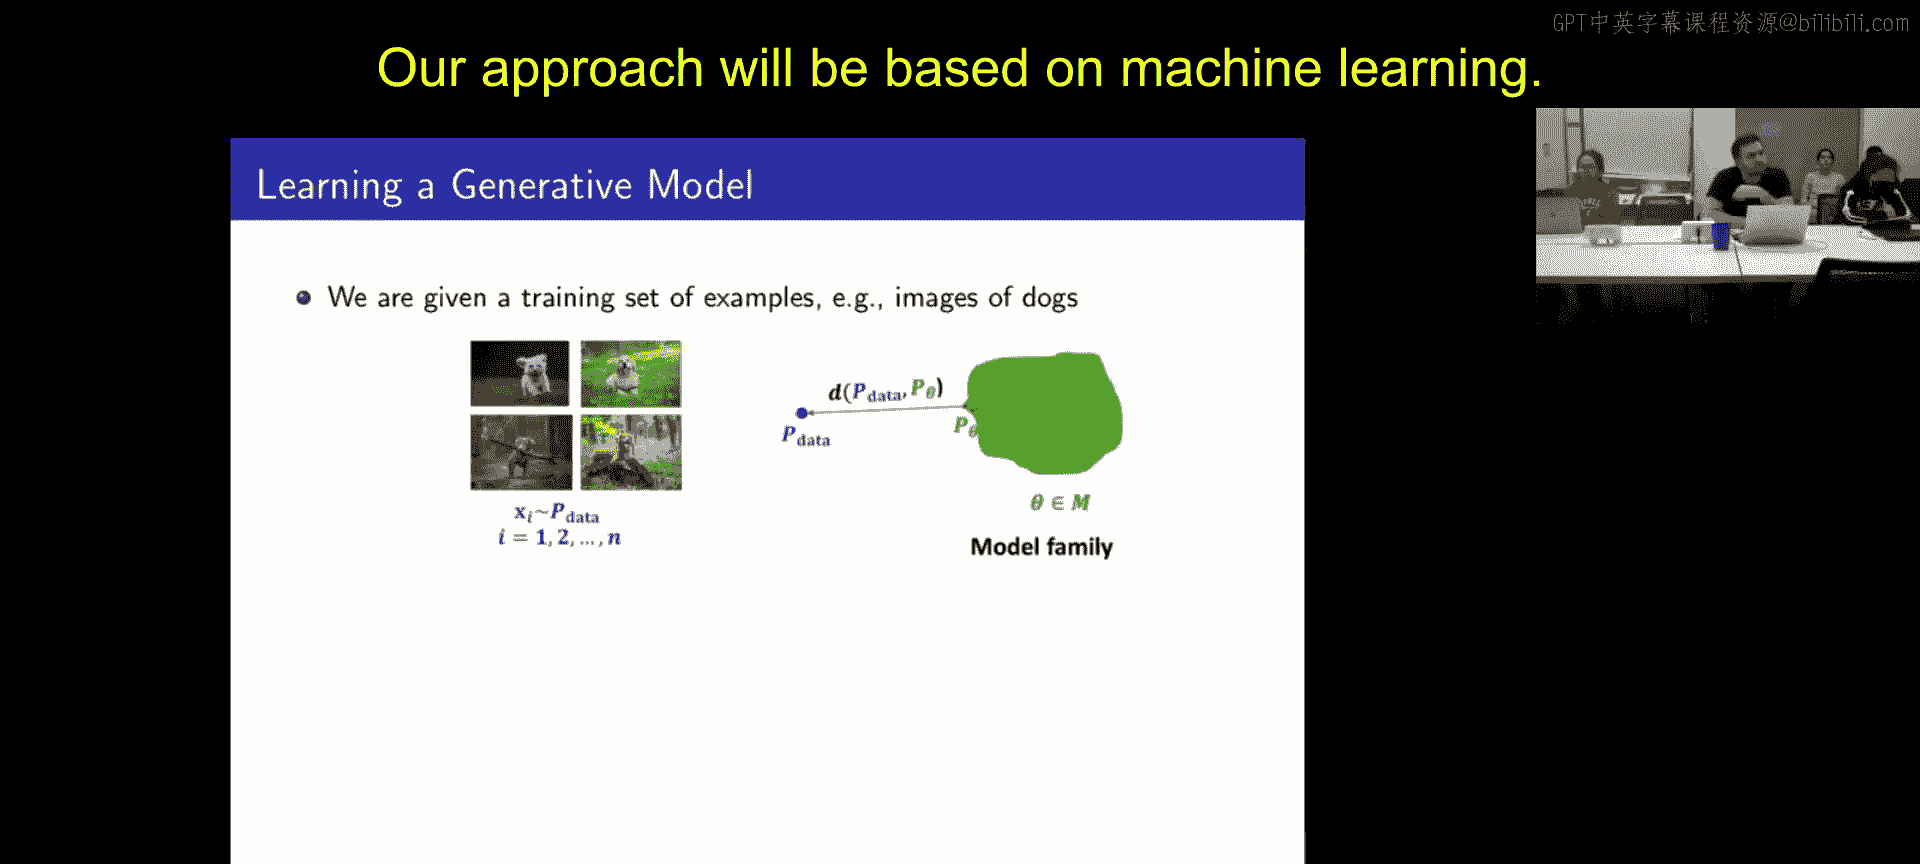 GPT中英字幕课程资源@bilibili.com
Our approach will be based on machine learning.
Learning a Generative Model
We are given a training set of examples, e.g., images of dogs
d(Pdata, Pθ)
Pdata
Pθ
xi~Pdata
i = 1, 2, ..., n
θ ∈ M
Model family